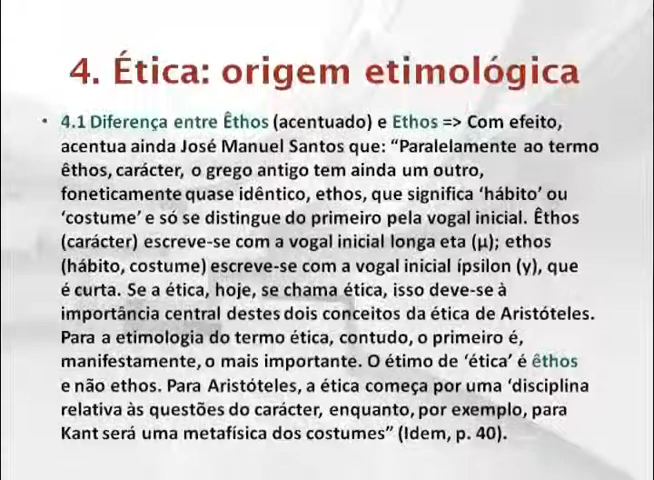 4. Ética: origem etimológica
• 4.1 Diferença entre Êthos (acentuado) e Ethos => Com efeito,
acentua ainda José Manuel Santos que: “Paralelamente ao termo
êthos, carácter, o grego antigo tem ainda um outro,
foneticamente quase idêntico, ethos, que significa ‘hábito’ ou
‘costume’ e só se distingue do primeiro pela vogal inicial. Êthos
(carácter) escreve-se com a vogal inicial longa eta (μ); ethos
(hábito, costume) escreve-se com a vogal inicial ípsilon (γ), que
é curta. Se a ética, hoje, se chama ética, isso deve-se à
importância central destes dois conceitos da ética de Aristóteles.
Para a etimologia do termo ética, contudo, o primeiro é,
manifestamente, o mais importante. O étimo de ‘ética’ é êthos
e não ethos. Para Aristóteles, a ética começa por uma ‘disciplina
relativa às questões do carácter, enquanto, por exemplo, para
Kant será uma metafísica dos costumes” (Idem, p. 40).